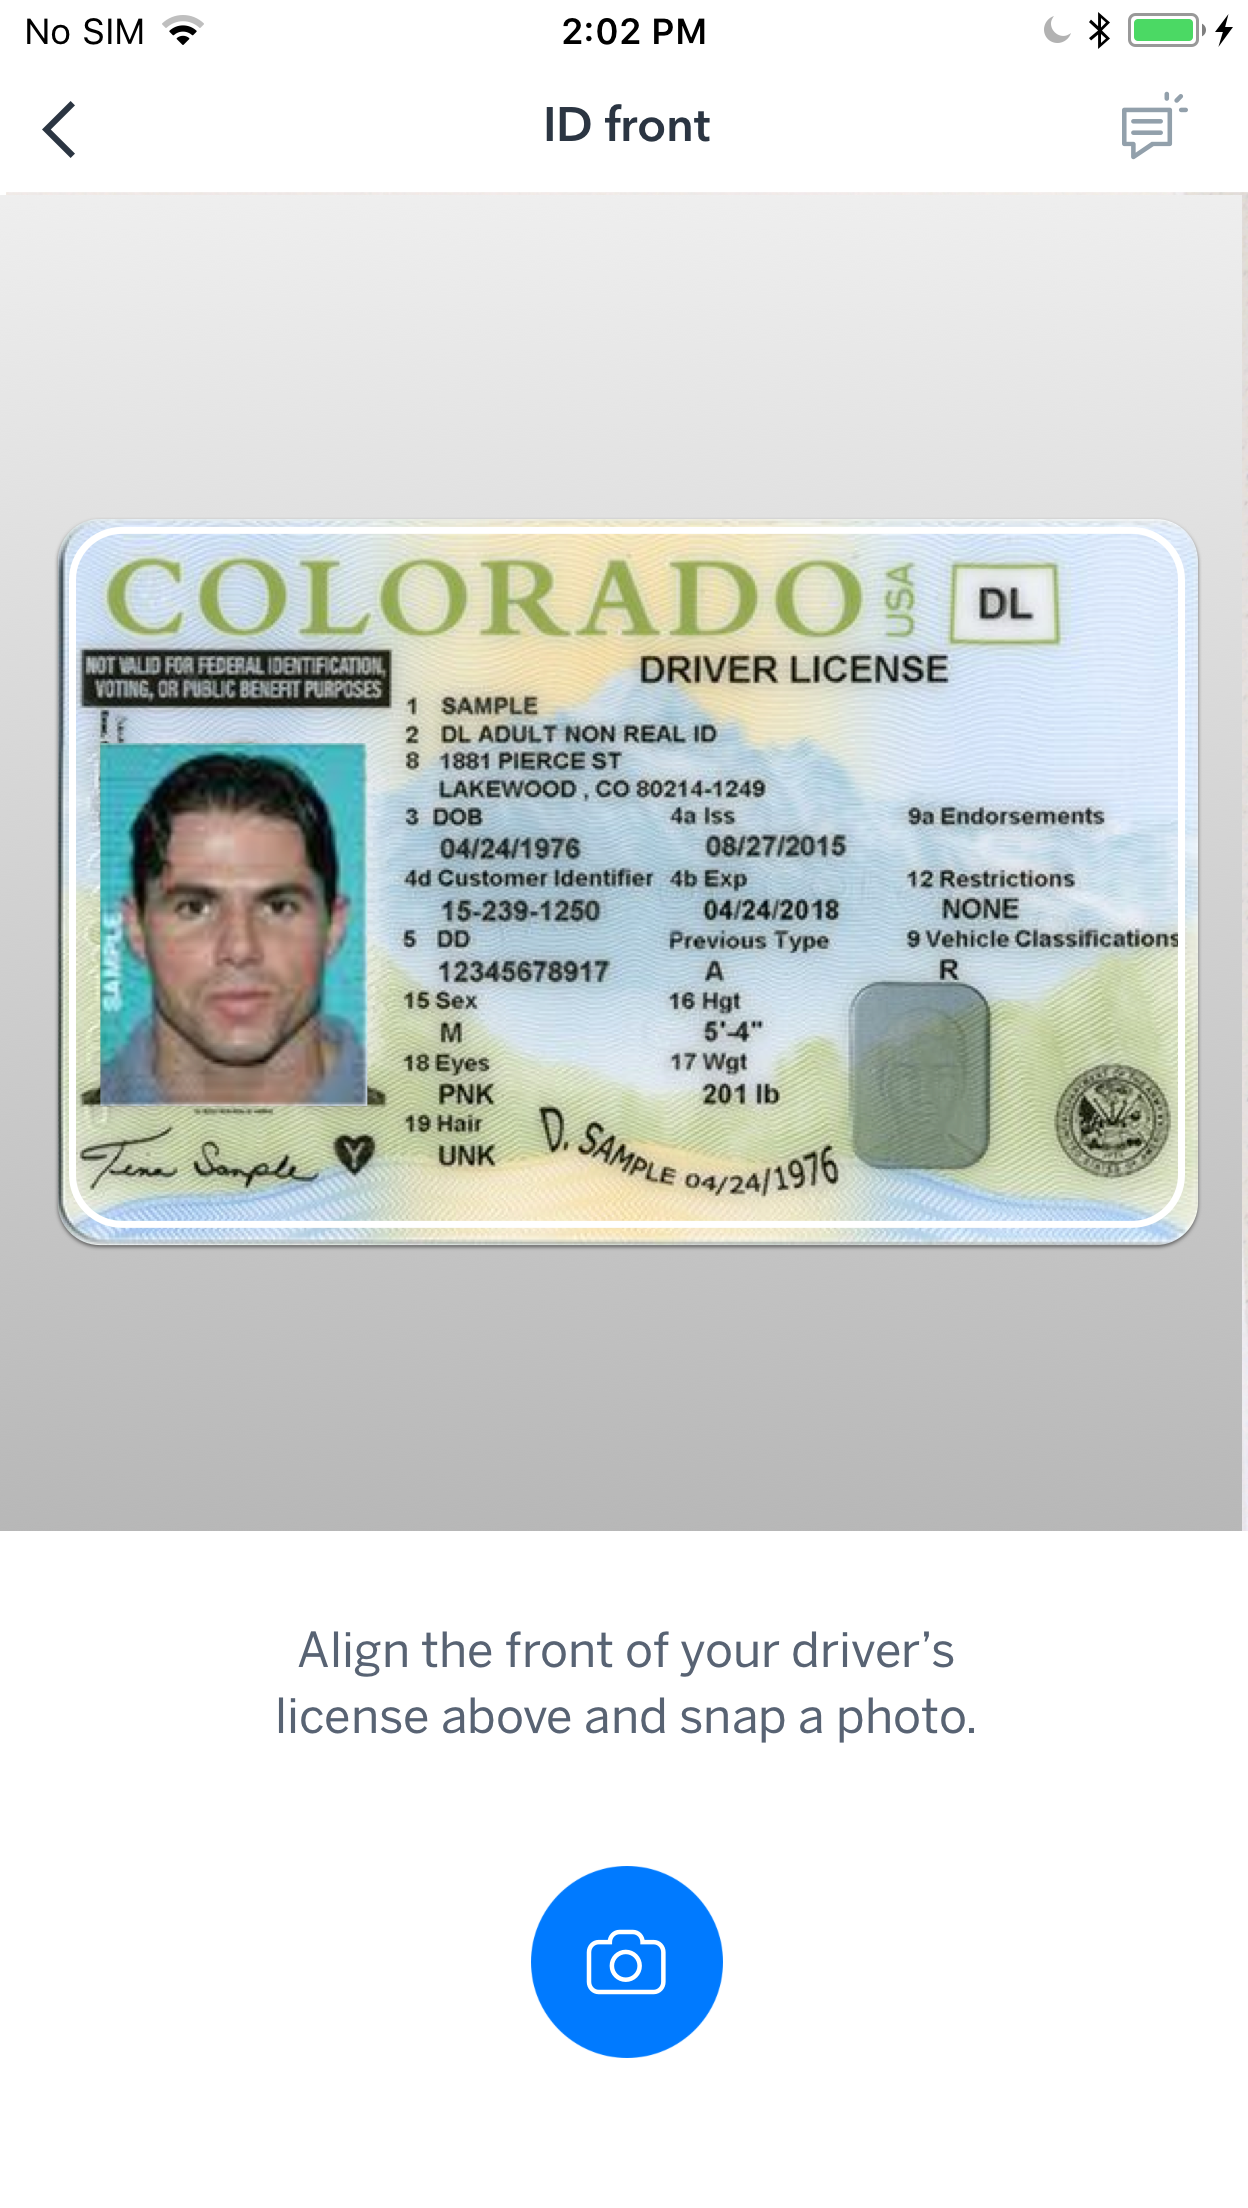 No SIM
2:02 PM
ID front
COLORADO USA DL
NOT VALID FOR FEDERAL IDENTIFICATION,
VOTING, OR PUBLIC BENEFIT PURPOSES
DRIVER LICENSE
1 SAMPLE
2 DL ADULT NON REAL ID
8 1881 PIERCE ST
LAKEWOOD , CO 80214-1249
3 DOB 4a Iss 9a Endorsements
04/24/1976 08/27/2015
4d Customer Identifier 4b Exp 12 Restrictions
15-239-1250 04/24/2018 NONE
5 DD Previous Type 9 Vehicle Classifications
12345678917 A R
15 Sex 16 Hgt
M 5'-4"
18 Eyes 17 Wgt
PNK 201 lb
19 Hair
UNK
SAMPLE
Tina Sample Y
D. SAMPLE 04/24/1976
Align the front of your driver's
license above and snap a photo.